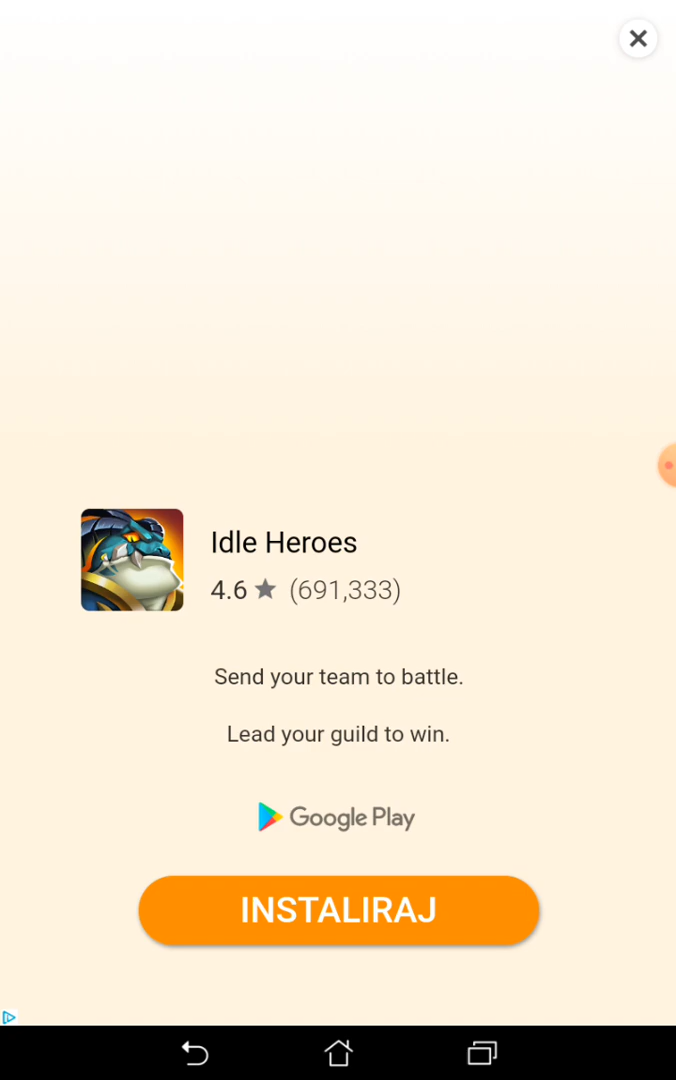 Idle Heroes
4.6 ★ (691,333)
Send your team to battle.
Lead your guild to win.
Google Play
INSTALIRAJ